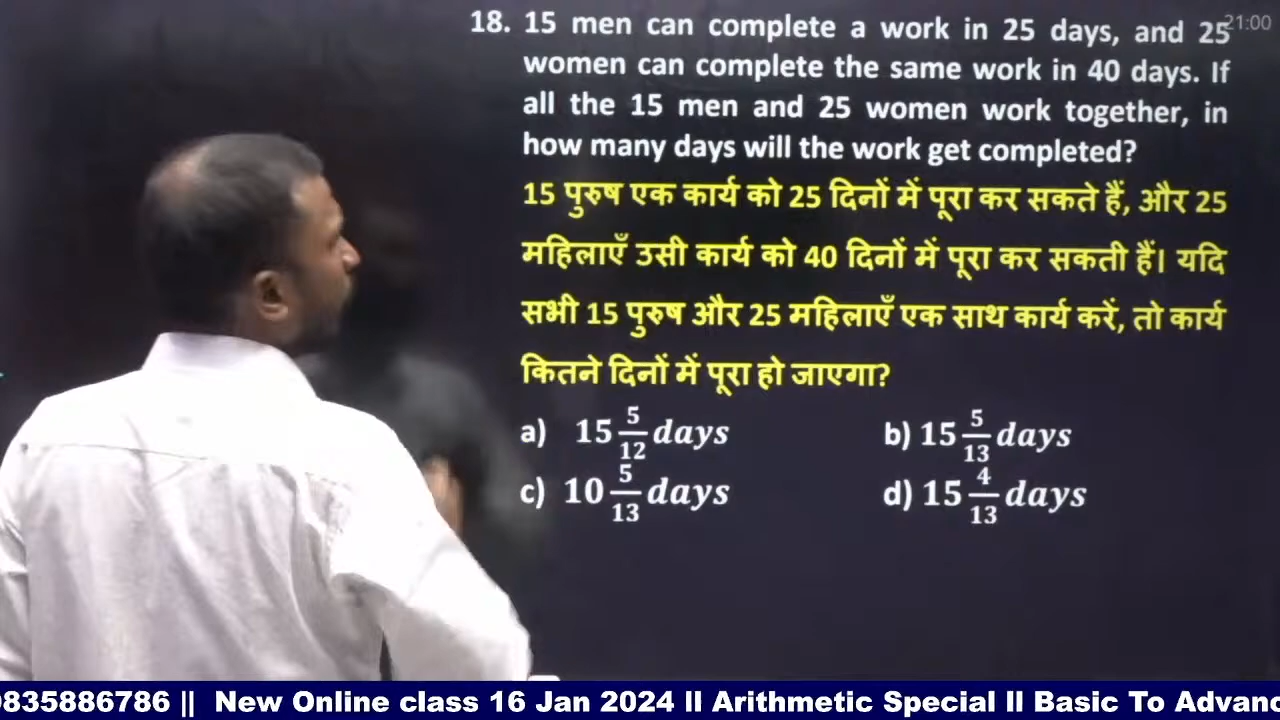 21:00
18. 15 men can complete a work in 25 days, and 25
women can complete the same work in 40 days. If
all the 15 men and 25 women work together, in
how many days will the work get completed?
15 पुरुष एक कार्य को 25 दिनों में पूरा कर सकते हैं, और 25
महिलाएँ उसी कार्य को 40 दिनों में पूरा कर सकती हैं। यदि
सभी 15 पुरुष और 25 महिलाएँ एक साथ कार्य करें, तो कार्य
कितने दिनों में पूरा हो जाएगा?
a) 15 5/12 days b) 15 5/13 days
c) 10 5/13 days d) 15 4/13 days
9835886786 || New Online class 16 Jan 2024 II Arithmetic Special II Basic To Advanc